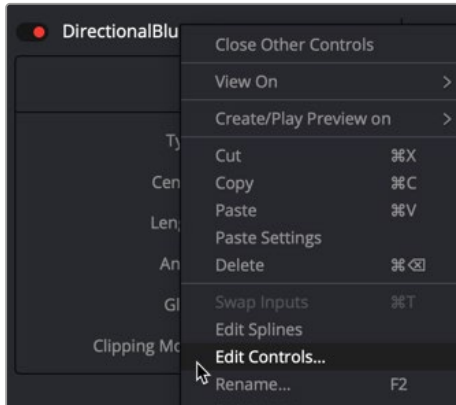 DirectionalBlu
Close Other Controls
View On
Create/Play Preview on
Ty
Cut ⌘X
Cen
Copy ⌘C
Paste ⌘V
Len
Paste Settings
An
Delete ⌘⌫
Gl
Swap Inputs ⌘T
Edit Splines
Clipping Mo
Edit Controls...
Rename... F2